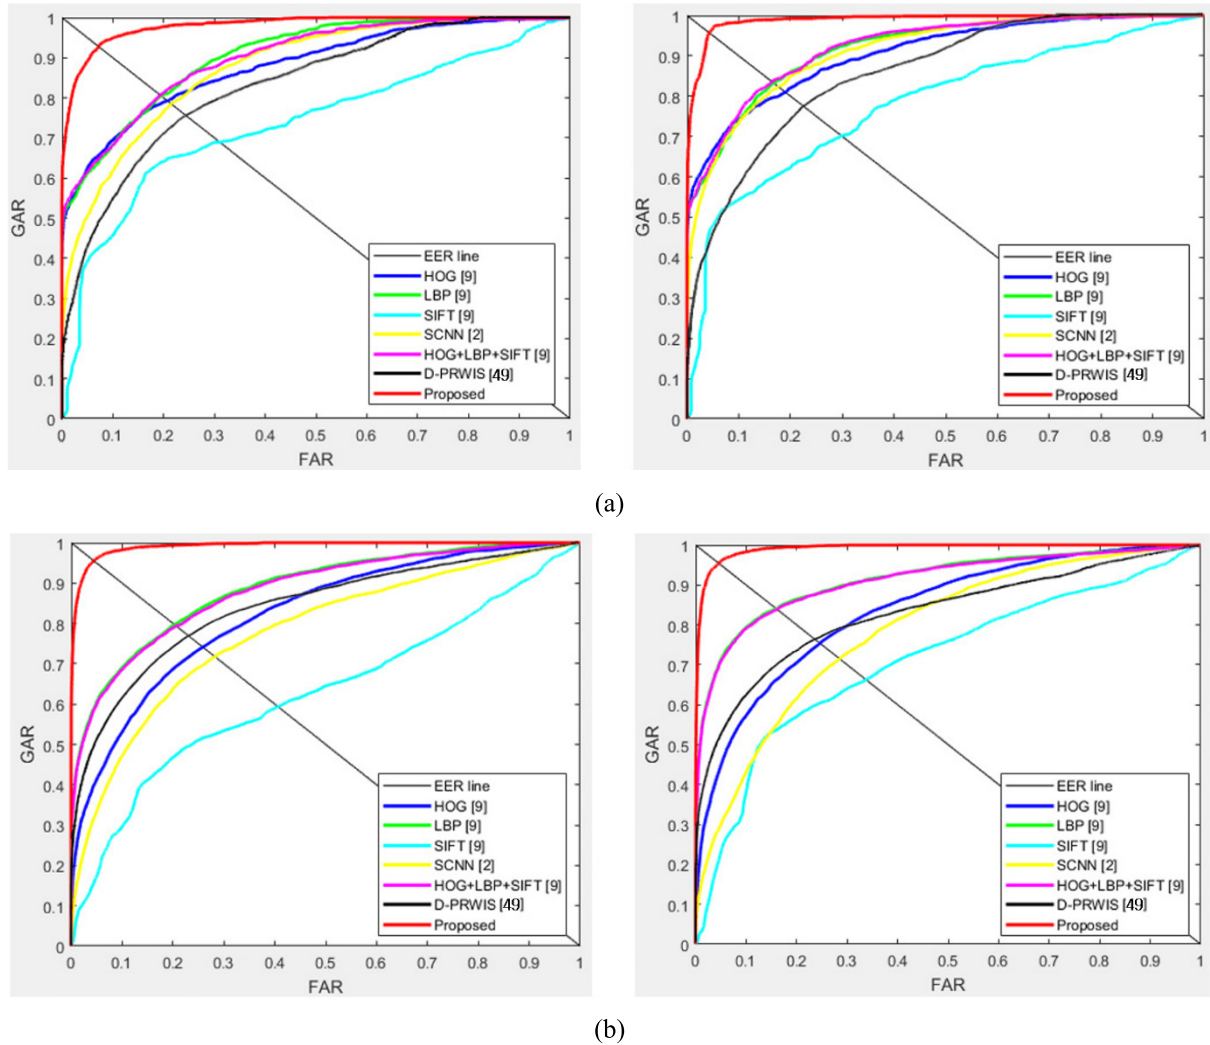 1
0.9
0.8
0.7
0.6
0.5
0.4
0.3
0.2
0.1
0
GAR
0 0.1 0.2 0.3 0.4 0.5 0.6 0.7 0.8 0.9 1
FAR
EER line
HOG [9]
LBP [9]
SIFT [9]
SCNN [2]
HOG+LBP+SIFT [9]
D-PRWIS [49]
Proposed
1
0.9
0.8
0.7
0.6
0.5
0.4
0.3
0.2
0.1
0
GAR
0 0.1 0.2 0.3 0.4 0.5 0.6 0.7 0.8 0.9 1
FAR
EER line
HOG [9]
LBP [9]
SIFT [9]
SCNN [2]
HOG+LBP+SIFT [9]
D-PRWIS [49]
Proposed
(a)
1
0.9
0.8
0.7
0.6
0.5
0.4
0.3
0.2
0.1
0
GAR
0 0.1 0.2 0.3 0.4 0.5 0.6 0.7 0.8 0.9 1
FAR
EER line
HOG [9]
LBP [9]
SIFT [9]
SCNN [2]
HOG+LBP+SIFT [9]
D-PRWIS [49]
Proposed
1
0.9
0.8
0.7
0.6
0.5
0.4
0.3
0.2
0.1
0
GAR
0 0.1 0.2 0.3 0.4 0.5 0.6 0.7 0.8 0.9 1
FAR
EER line
HOG [9]
LBP [9]
SIFT [9]
SCNN [2]
HOG+LBP+SIFT [9]
D-PRWIS [49]
Proposed
(b)